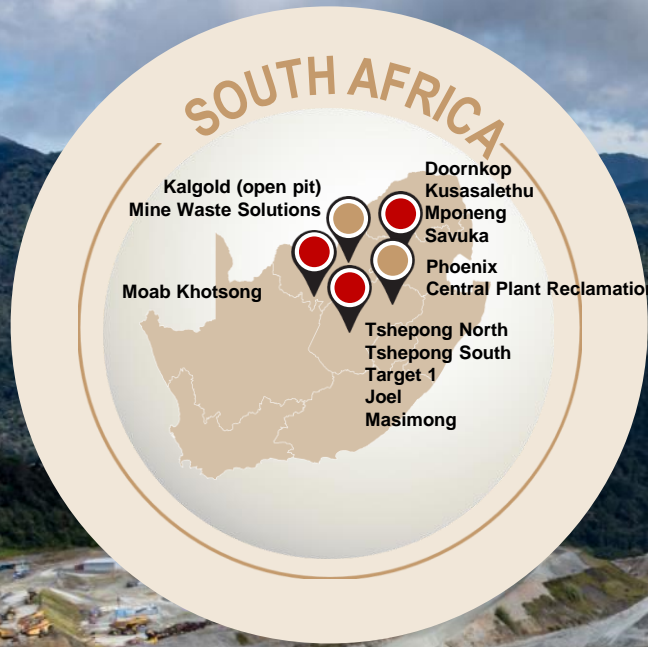 SOUTH AFRICA
Kalgold (open pit)
Mine Waste Solutions
Doornkop
Kusasalethu
Mponeng
Savuka
Moab Khotsong
Phoenix
Central Plant Reclamation
Tshepong North
Tshepong South
Target 1
Joel
Masimong